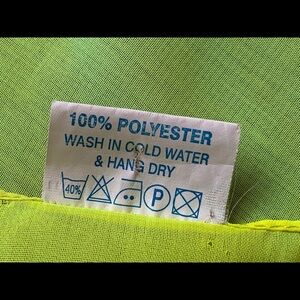 100% POLYESTER
WASH IN COLD WATER
& HANG DRY
40% P